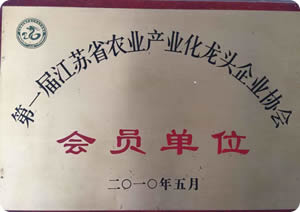 第一届江苏省农业产业化龙头企业协会
会员单位
二〇一〇年五月